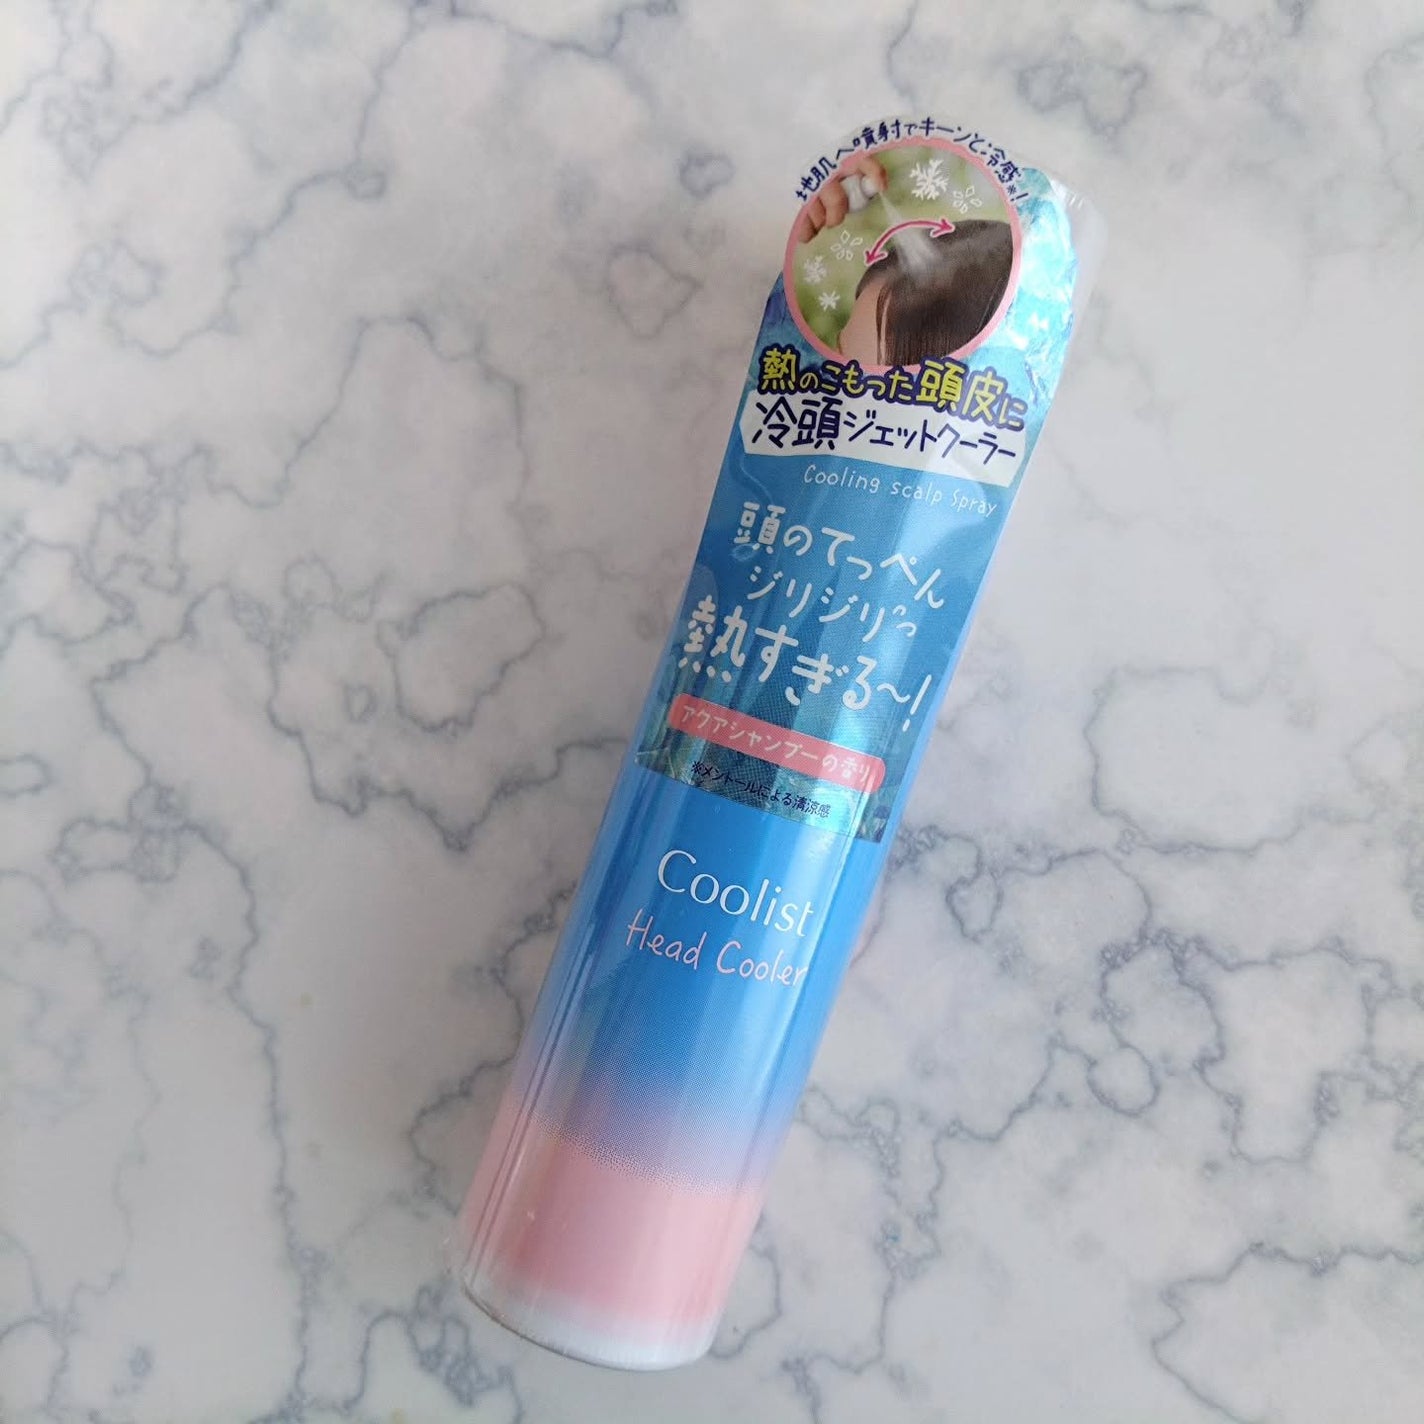 地肌へ噴射でキーンと冷感※!
熱のこもった頭皮に
冷頭ジェットクーラー
Cooling scalp Spray
頭のてっぺん
ジリジリっ
熱すぎる〜!
アクアシャンプーの香り
※メントールによる清涼感
Coolist
Head Cooler